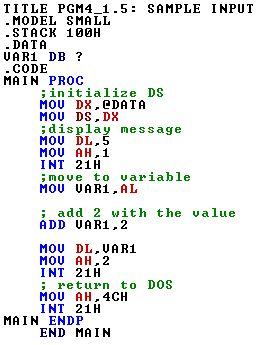 TITLE PGM4_1.5: SAMPLE INPUT
.MODEL SMALL
.STACK 100H
.DATA
VAR1 DB ?
.CODE
MAIN PROC
;initialize DS
MOV DX,@DATA
MOV DS,DX
;display message
MOV DL,5
MOV AH,1
INT 21H
;move to variable
MOV VAR1,AL
; add 2 with the value
ADD VAR1,2
MOV DL,VAR1
MOV AH,2
INT 21H
; return to DOS
MOV AH,4CH
INT 21H
MAIN ENDP
END MAIN